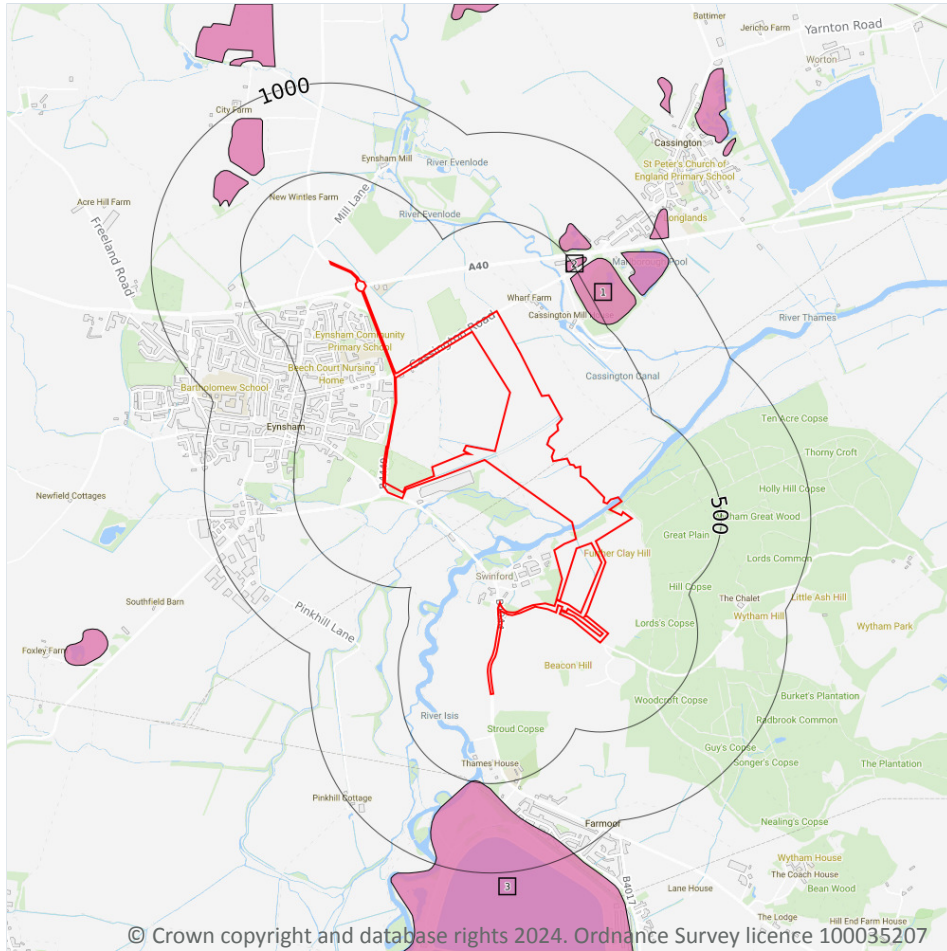 Battimer
Jericho Farm
Yarnton Road
Worton
1000
City Farm
Cassington
Eynsham Mill
River Evenlode
St Peter's Church of
England Primary School
Acre Hill Farm
New Wintles Farm
Mill Lane
River Evenlode
Freeland Road
A40
2
1
Wharf Farm
Cassington Mill House
River Thames
Eynsham Community
Primary School
Cassington Road
Beech Court Nursing
Home
Cassington Canal
Bartholomew School
Eynsham
Ten Acre Copse
Thorny Croft
Newfield Cottages
Holly Hill Copse
500
Great Plain
Lords Common
Further Clay Hill
Swinford
Hill Copse
The Chalet
Little Ash Hill
Southfield Barn
Pinkhill Lane
Wytham Hill
Lord's Copse
Wytham Park
Foxley Farm
Beacon Hill
Woodcroft Copse
Burket's Plantation
River Isis
Radbrook Common
Stroud Copse
Guy's Copse
Songer's Copse
The Plantation
Thames House
Pinkhill Cottage
Farmoor
Nealing's Copse
Wytham House
The Coach House
Bean Wood
3
B4017
Lane House
The Lodge
Hill End Farm House
© Crown copyright and database rights 2024. Ordnance Survey licence 100035207